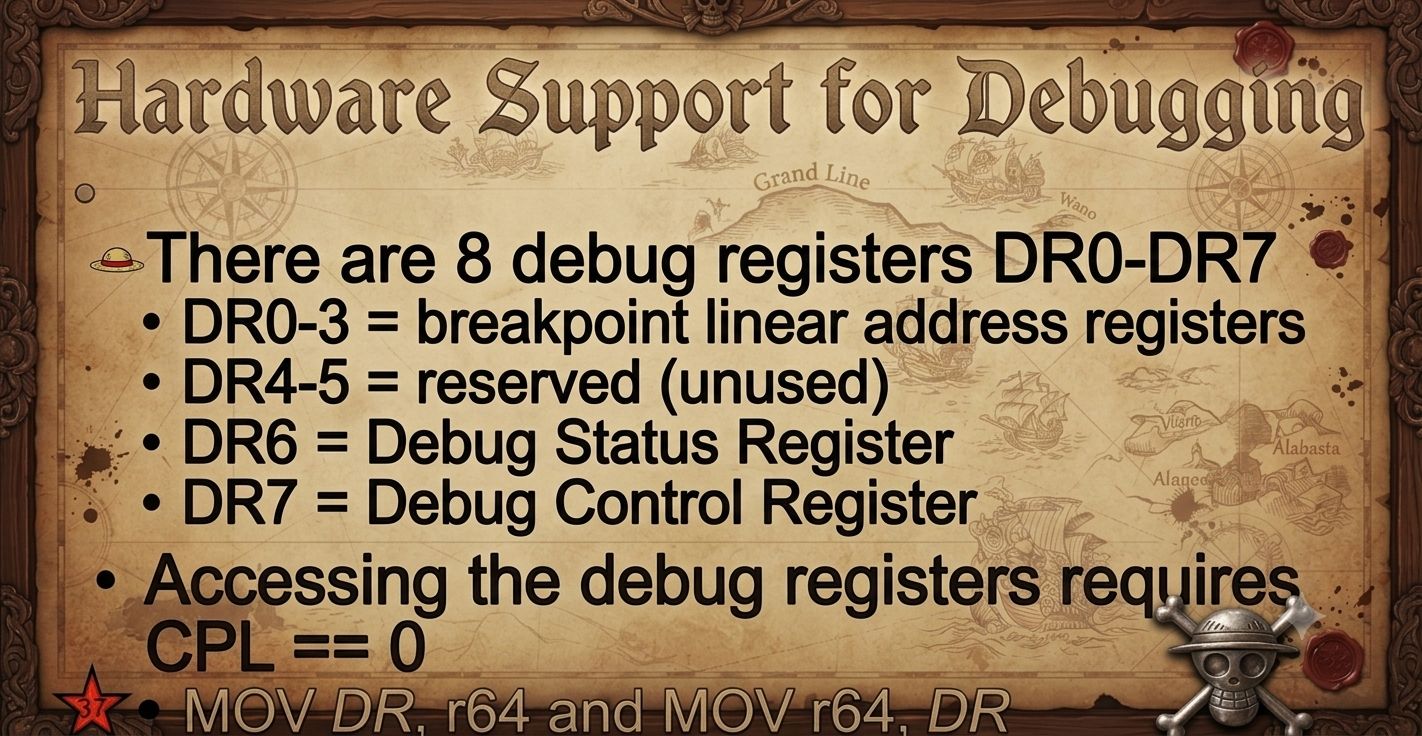 Hardware Support for Debugging
Grand Line
Wano
There are 8 debug registers DR0-DR7
• DR0-3 = breakpoint linear address registers
• DR4-5 = reserved (unused)
• DR6 = Debug Status Register
• DR7 = Debug Control Register
Alabasta
• Accessing the debug registers requires
CPL == 0
37
• MOV DR, r64 and MOV r64, DR